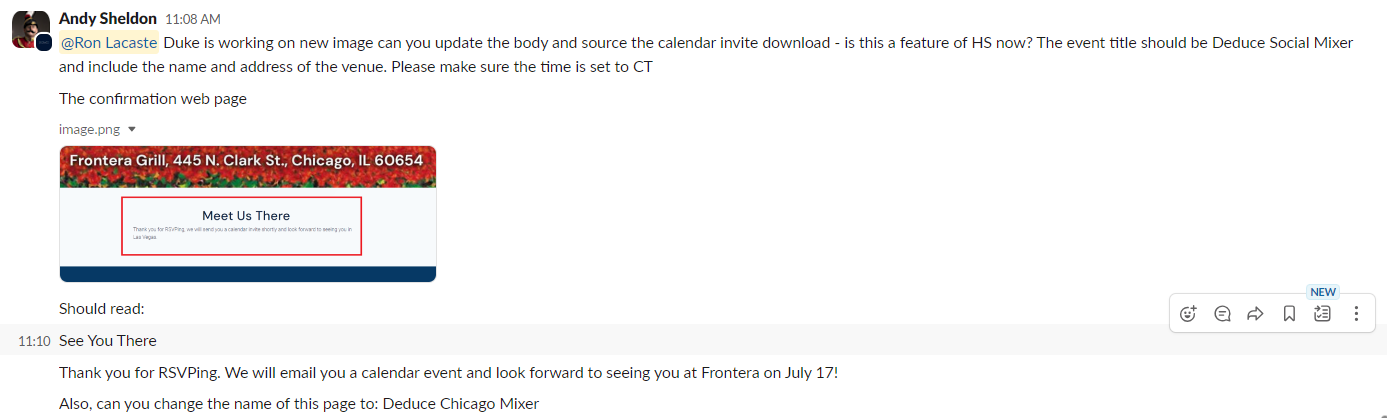 Andy Sheldon 11:08 AM
@Ron Lacaste Duke is working on new image can you update the body and source the calendar invite download - is this a feature of HS now? The event title should be Deduce Social Mixer
and include the name and address of the venue. Please make sure the time is set to CT
The confirmation web page
image.png
Frontera Grill, 445 N. Clark St., Chicago, IL 60654
Meet Us There
Thank you for RSVPing, we will send you a calendar invite shortly and look forward to seeing you in
Las Vegas.
Should read:
NEW
11:10 See You There
Thank you for RSVPing. We will email you a calendar event and look forward to seeing you at Frontera on July 17!
Also, can you change the name of this page to: Deduce Chicago Mixer